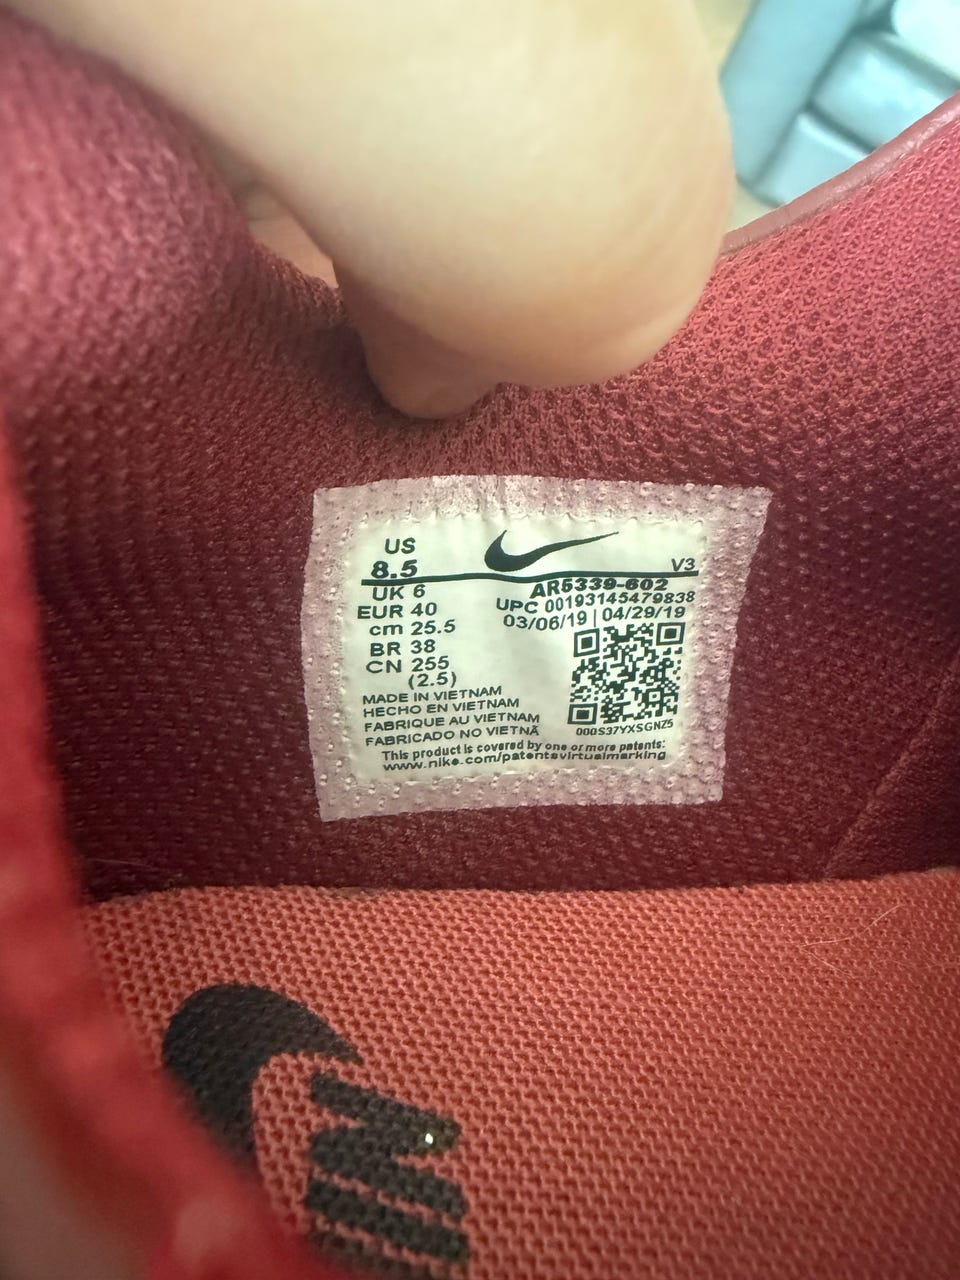 US
8.5
V3
UK 6
AR5339-602
EUR 40
UPC 00193145479838
cm 25.5
03/06/19 | 04/29/19
BR 38
CN 255
(2.5)
MADE IN VIETNAM
HECHO EN VIETNAM
FABRIQUE AU VIETNAM
FABRICADO NO VIETNÃ
000S37YXSGNZ5
This product is covered by one or more patents:
www.nike.com/patentsvirtualmarking